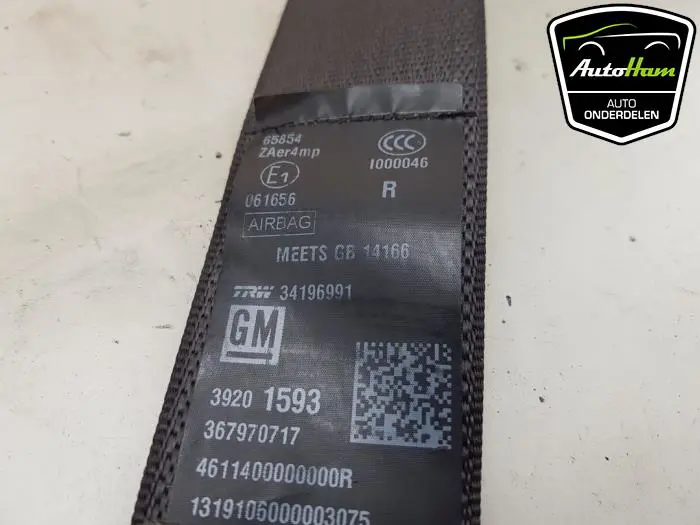 AutoHam
AUTO
ONDERDELEN
65854
ZAer4mp
CCC
E1
I000046
061656
R
AIRBAG
MEETS GB 14166
TRW 34196991
GM
3920 1593
367970717
4611400000000R
1319106000003075